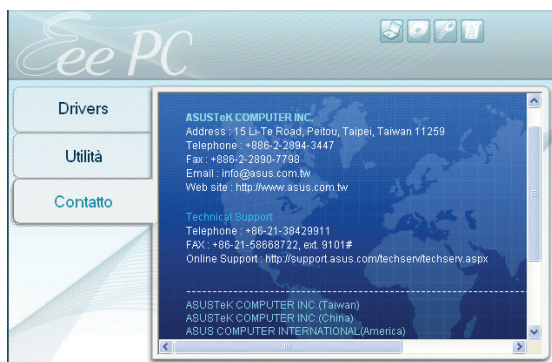 Eee PC
Drivers
Utilità
Contatto
ASUSTeK COMPUTER INC.
Address : 15 Li-Te Road, Peitou, Taipei, Taiwan 11259
Telephone : +886-2-2894-3447
Fax : +886-2-2890-7798
Email : info@asus.com.tw
Web site : http://www.asus.com.tw
Technical Support
Telephone : +86-21-38429911
FAX : +86-21-58668722, ext. 9101#
Online Support : http://support.asus.com/techserv/techserv.aspx
ASUSTeK COMPUTER INC.(Taiwan)
ASUSTeK COMPUTER INC.(China)
ASUS COMPUTER INTERNATIONAL(America)